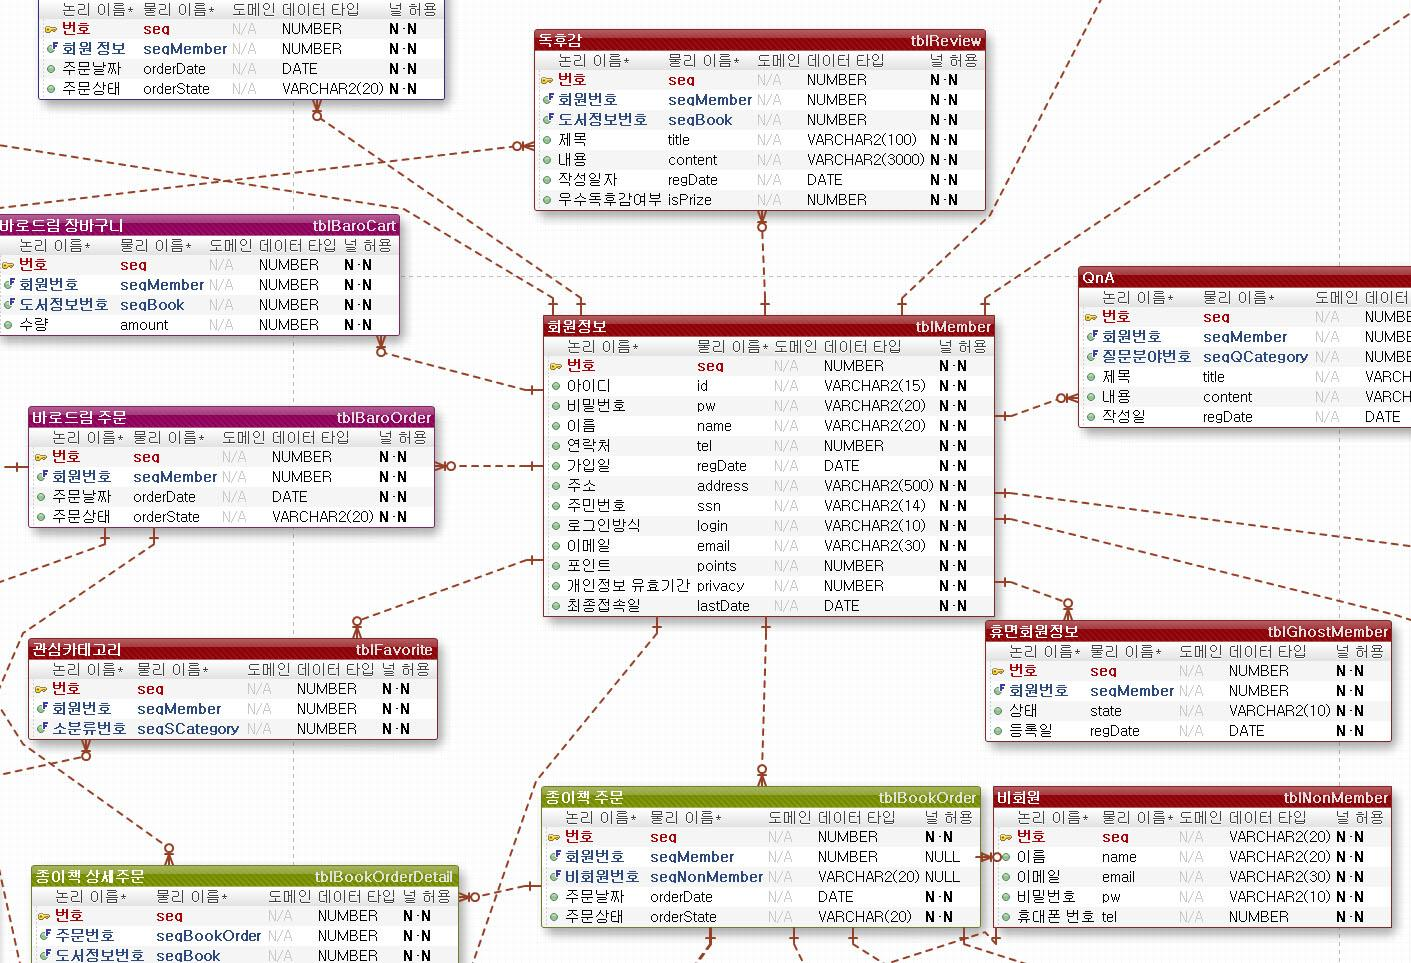 논리 이름* 물리 이름* 도메인 데이터 타입 널 허용
번호 seq N/A NUMBER N-N
회원 정보 seqMember N/A NUMBER N-N
주문날짜 orderDate N/A DATE N-N
주문상태 orderState N/A VARCHAR2(20) N-N
독후감 tblReview
논리 이름* 물리 이름* 도메인 데이터 타입 널 허용
번호 seq N/A NUMBER N-N
회원번호 seqMember N/A NUMBER N-N
도서정보번호 seqBook N/A NUMBER N-N
제목 title N/A VARCHAR2(100) N-N
내용 content N/A VARCHAR2(3000) N-N
작성일자 regDate N/A DATE N-N
우수독후감여부 isPrize N/A NUMBER N-N
바로드림 장바구니 tblBaroCart
논리 이름* 물리 이름* 도메인 데이터 타입 널 허용
번호 seq N/A NUMBER N-N
회원번호 seqMember N/A NUMBER N-N
도서정보번호 seqBook N/A NUMBER N-N
수량 amount N/A NUMBER N-N
QnA
논리 이름* 물리 이름* 도메인 데이터
번호 seq N/A NUMBE
회원번호 seqMember N/A NUMBE
질문분야번호 seqQCategory N/A NUMBE
제목 title N/A VARCH
내용 content N/A VARCH
작성일 regDate N/A DATE
회원정보 tblMember
논리 이름* 물리 이름* 도메인 데이터 타입 널 허용
번호 seq N/A NUMBER N-N
아이디 id N/A VARCHAR2(15) N-N
비밀번호 pw N/A VARCHAR2(20) N-N
이름 name N/A VARCHAR2(20) N-N
연락처 tel N/A NUMBER N-N
가입일 regDate N/A DATE N-N
주소 address N/A VARCHAR2(500) N-N
주민번호 ssn N/A VARCHAR2(14) N-N
로그인방식 login N/A VARCHAR2(10) N-N
이메일 email N/A VARCHAR2(30) N-N
포인트 points N/A NUMBER N-N
개인정보 유효기간 privacy N/A NUMBER N-N
최종접속일 lastDate N/A DATE N-N
바로드림 주문 tblBaroOrder
논리 이름* 물리 이름* 도메인 데이터 타입 널 허용
번호 seq N/A NUMBER N-N
회원번호 seqMember N/A NUMBER N-N
주문날짜 orderDate N/A DATE N-N
주문상태 orderState N/A VARCHAR2(20) N-N
관심카테고리 tblFavorite
논리 이름* 물리 이름* 도메인 데이터 타입 널 허용
번호 seq N/A NUMBER N-N
회원번호 seqMember N/A NUMBER N-N
소분류번호 seqSCategory N/A NUMBER N-N
휴면회원정보 tblGhostMember
논리 이름* 물리 이름* 도메인 데이터 타입 널 허용
번호 seq N/A NUMBER N-N
회원번호 seqMember N/A NUMBER N-N
상태 state N/A VARCHAR2(10) N-N
등록일 regDate N/A DATE N-N
종이책 주문 tblBookOrder
논리 이름* 물리 이름* 도메인 데이터 타입 널 허용
번호 seq N/A NUMBER N-N
회원번호 seqMember N/A NUMBER NULL
비회원번호 seqNonMember N/A VARCHAR2(20) NULL
주문날짜 orderDate N/A DATE N-N
주문상태 orderState N/A VARCHAR(20) N-N
비회원 tblNonMember
논리 이름* 물리 이름* 도메인 데이터 타입 널 허용
번호 seq N/A VARCHAR2(20) N-N
이름 name N/A VARCHAR2(20) N-N
이메일 email N/A VARCHAR2(30) N-N
비밀번호 pw N/A VARCHAR2(10) N-N
휴대폰 번호 tel N/A NUMBER N-N
종이책 상세주문 tblBookOrderDetail
논리 이름* 물리 이름* 도메인 데이터 타입 널 허용
번호 seq N/A NUMBER N-N
주문번호 seqBookOrder N/A NUMBER N-N
도서정보번호 seqBook N/A NUMBER N-N